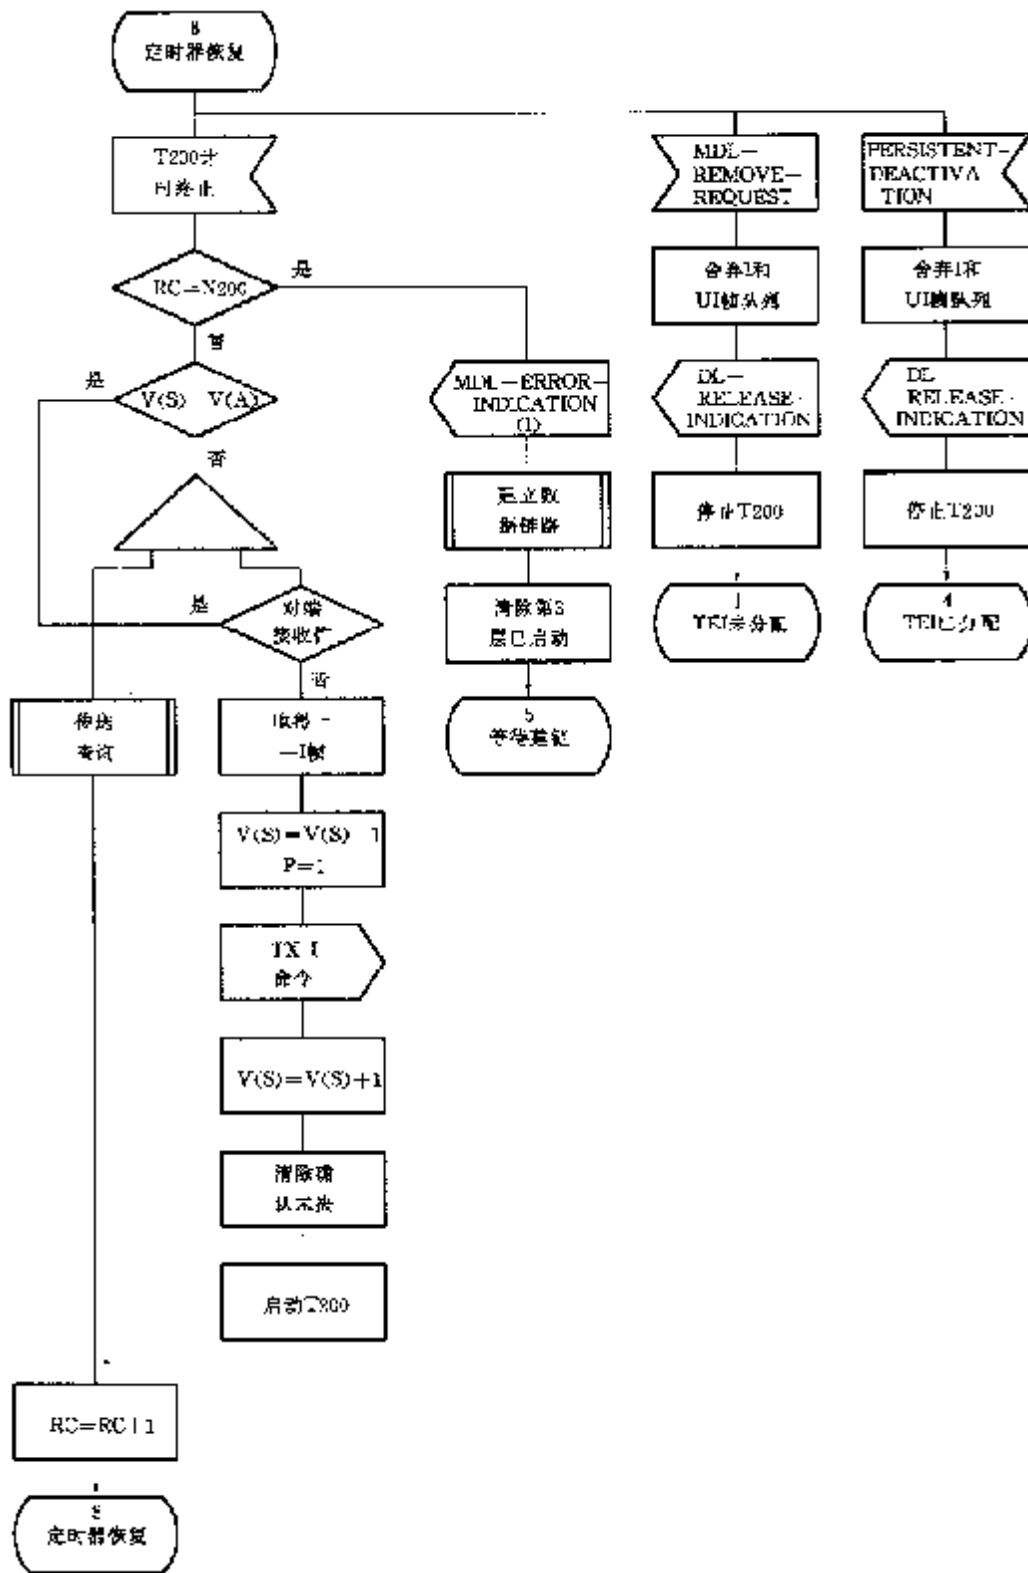 8
定时器恢复
T200计
时终止
MDL—
REMOVE—
REQUEST
PERSISTENT—
DEACTIVA
TION
RC=N200
是
否
舍弃I和
UI帧队列
舍弃I和
UI帧队列
是
V(S) V(A)
否
MDL—ERROR—
INDICATION
(I)
DL—
RELEASE-
INDICATION
DL
RELEASE-
INDICATION
建立数
据链路
停止T200
停止T200
是
对端
接收忙
否
清除第3
层已启动
1
TEI未分配
4
TEI已分配
传送
查询
—I帧
5
等待建链
V(S)=V(S) 1
P=1
TX I
命令
V(S)=V(S)+1
清除确
认未决
启动T200
RC=RC+1
8
定时器恢复